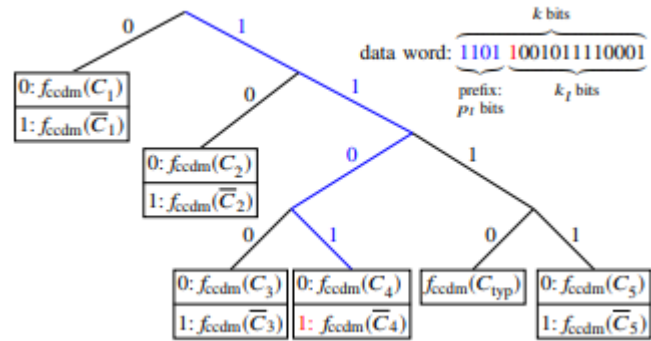 k bits
data word: 1101 1001011110001
prefix: p_I bits
k_I bits
0 1
0: f_ccdm(C_1)
1: f_ccdm(C̅_1)
0 1
0: f_ccdm(C_2)
1: f_ccdm(C̅_2)
0 1
0 1 0 1
0: f_ccdm(C_3)
1: f_ccdm(C̅_3)
0: f_ccdm(C_4)
1: f_ccdm(C̅_4)
f_ccdm(C_typ)
0: f_ccdm(C_5)
1: f_ccdm(C̅_5)